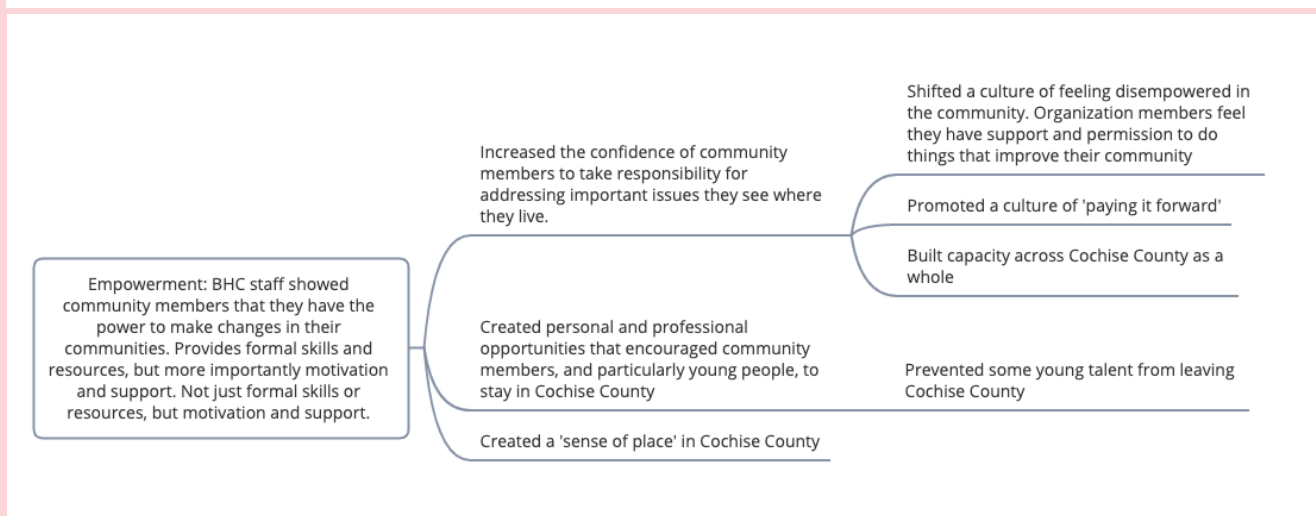 Shifted a culture of feeling disempowered in
the community. Organization members feel
they have support and permission to do
things that improve their community
Increased the confidence of community
members to take responsibility for
addressing important issues they see where
they live.
Promoted a culture of 'paying it forward'
Built capacity across Cochise County as a
whole
Empowerment: BHC staff showed
community members that they have the
power to make changes in their
communities. Provides formal skills and
resources, but more importantly motivation
and support. Not just formal skills or
resources, but motivation and support.
Created personal and professional
opportunities that encouraged community
members, and particularly young people, to
stay in Cochise County
Prevented some young talent from leaving
Cochise County
Created a 'sense of place' in Cochise County